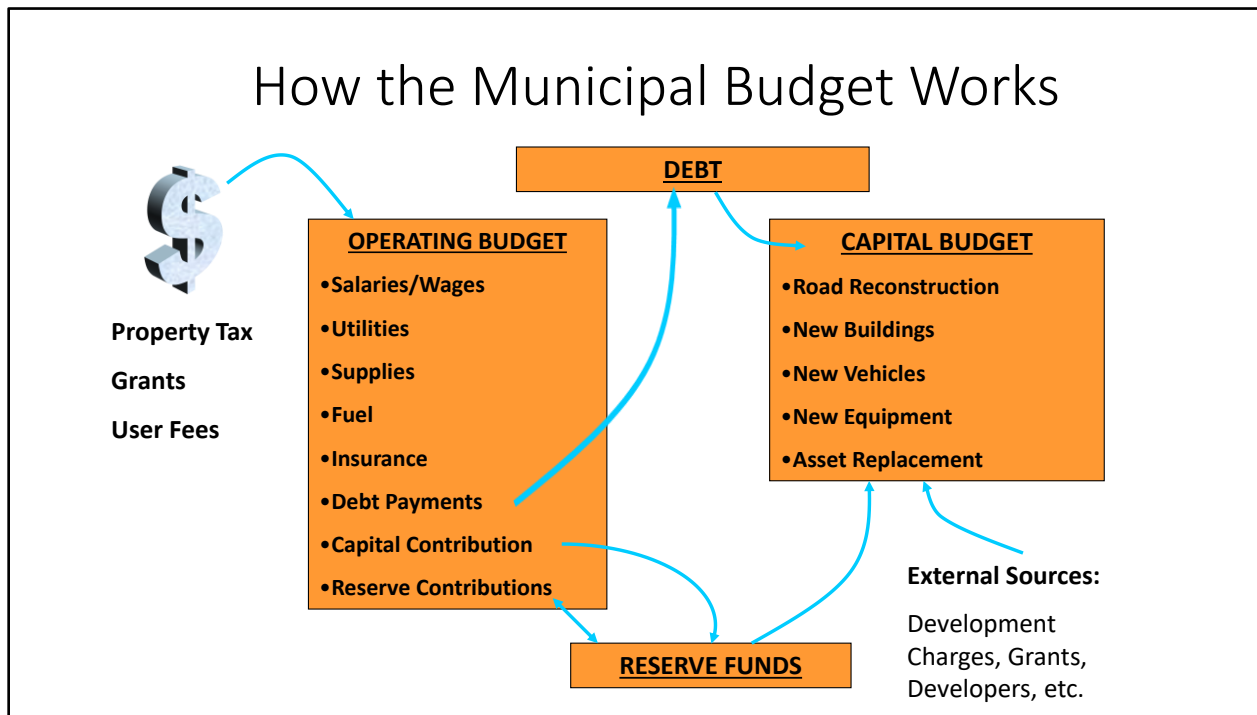 How the Municipal Budget Works
Property Tax
Grants
User Fees
OPERATING BUDGET
•Salaries/Wages
•Utilities
•Supplies
•Fuel
•Insurance
•Debt Payments
•Capital Contribution
•Reserve Contributions
DEBT
CAPITAL BUDGET
•Road Reconstruction
•New Buildings
•New Vehicles
•New Equipment
•Asset Replacement
RESERVE FUNDS
External Sources:
Development
Charges, Grants,
Developers, etc.